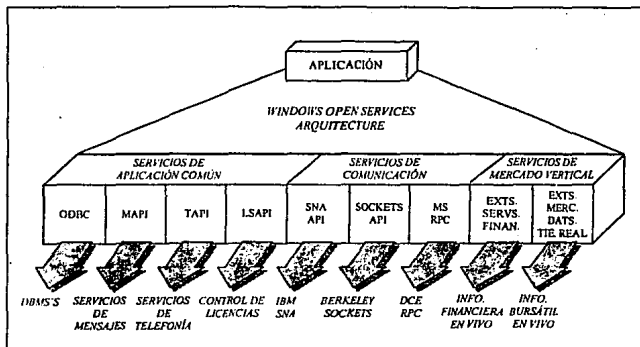 APLICACIÓN
WINDOWS OPEN SERVICES
ARQUITECTURE
SERVICIOS DE
APLICACIÓN COMÚN
SERVICIOS DE
COMUNICACIÓN
SERVICIOS DE
MERCADO VERTICAL
ODBC
MAPI
TAPI
LSAPI
SNA
API
SOCKETS
API
MS
RPC
EXTS.
SERVS.
FINAN.
EXTS.
MERC.
DATS.
TIE REAL
DBMS'S
SERVICIOS
DE
MENSAJES
SERVICIOS
DE
TELEFONÍA
CONTROL DE
LICENCIAS
IBM
SNA
BERKELEY
SOCKETS
DCE
RPC
INFO.
FINANCIERA
EN VIVO
INFO.
BURSÁTIL
EN VIVO